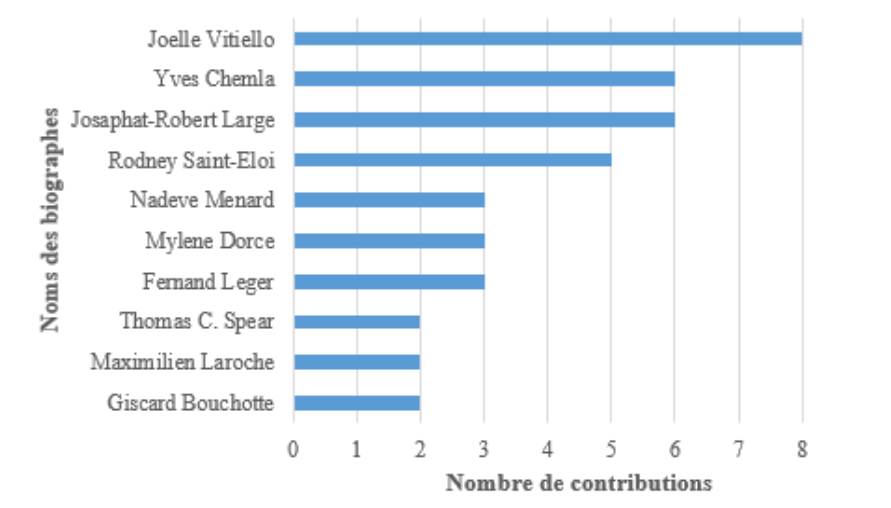 Joelle Vitiello
Yves Chemla
Josaphat-Robert Large
Rodney Saint-Eloi
Nadeve Menard
Mylene Dorce
Fernand Leger
Thomas C. Spear
Maximilien Laroche
Giscard Bouchotte
Noms des biographes
0 1 2 3 4 5 6 7 8
Nombre de contributions